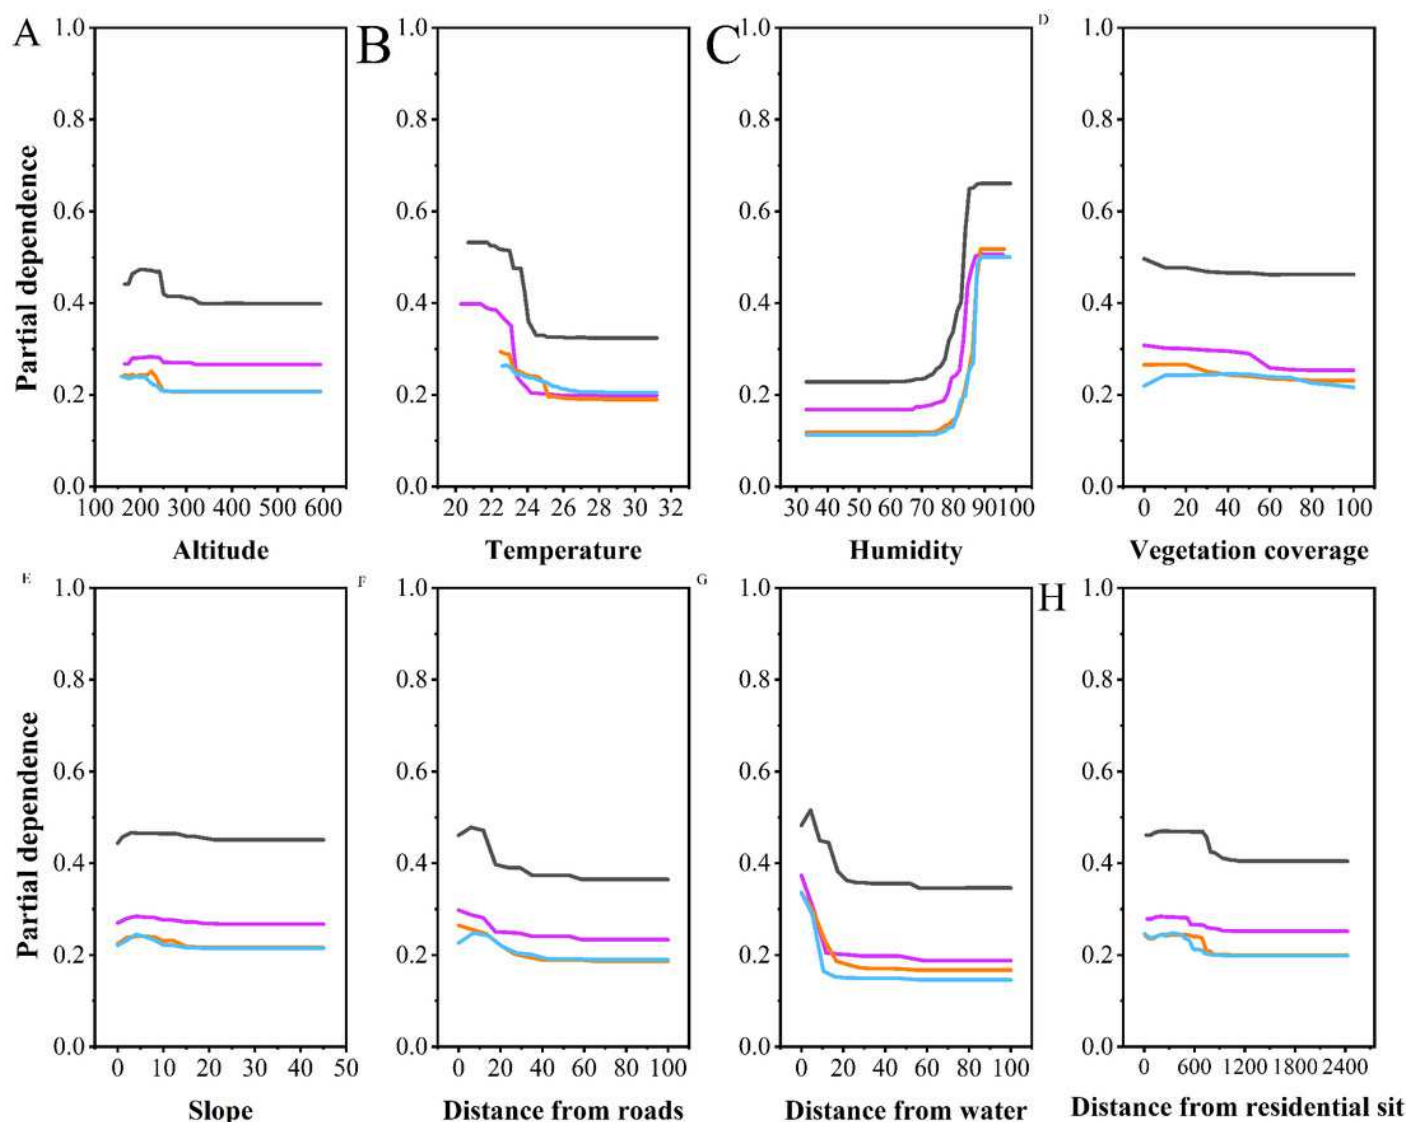 A B C D
1.0 1.0 1.0 1.0
0.8 0.8 0.8 0.8
0.6 0.6 0.6 0.6
0.4 0.4 0.4 0.4
0.2 0.2 0.2 0.2
0.0 0.0 0.0 0.0
Partial dependence
100 200 300 400 500 600 20 22 24 26 28 30 32 30 40 50 60 70 80 90 100 0 20 40 60 80 100
Altitude Temperature Humidity Vegetation coverage
E F G H
1.0 1.0 1.0 1.0
0.8 0.8 0.8 0.8
0.6 0.6 0.6 0.6
0.4 0.4 0.4 0.4
0.2 0.2 0.2 0.2
0.0 0.0 0.0 0.0
Partial dependence
0 10 20 30 40 50 0 20 40 60 80 100 0 20 40 60 80 100 0 600 1200 1800 2400
Slope Distance from roads Distance from water Distance from residential sit